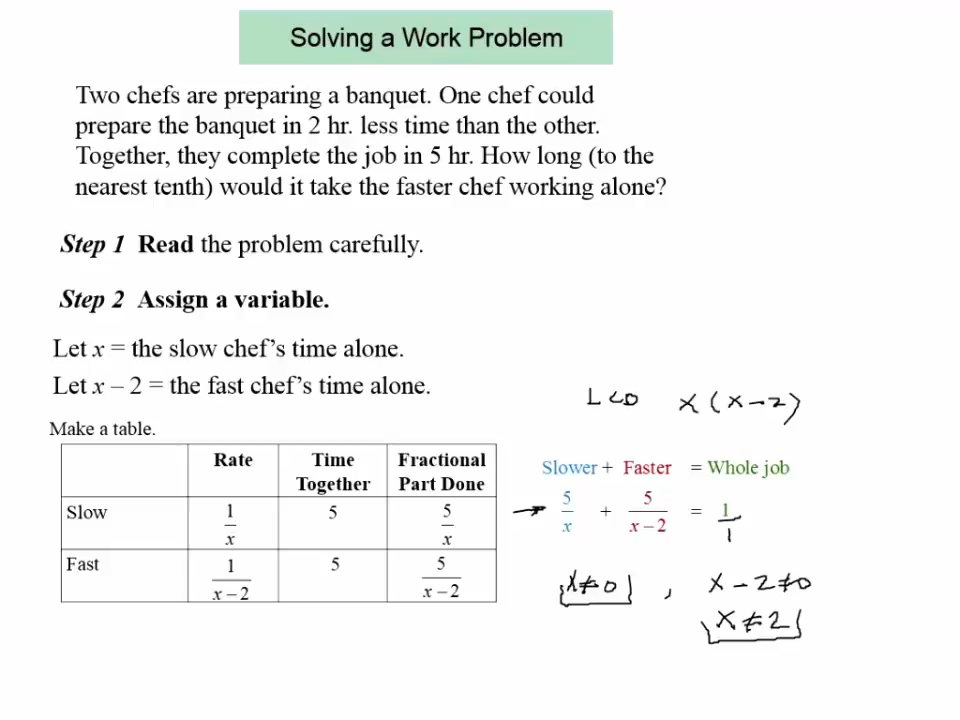 Solving a Work Problem
Two chefs are preparing a banquet. One chef could
prepare the banquet in 2 hr. less time than the other.
Together, they complete the job in 5 hr. How long (to the
nearest tenth) would it take the faster chef working alone?
Step 1 Read the problem carefully.
Step 2 Assign a variable.
Let x = the slow chef’s time alone.
Let x – 2 = the fast chef’s time alone.
Make a table.
Rate Time Together Fractional Part Done
Slow 1/x 5 5/x
Fast 1/(x – 2) 5 5/(x – 2)
LCD x(x-2)
Slower + Faster = Whole job
→ 5/x + 5/(x – 2) = 1/1
x≠0 , x-2≠0
x≠2